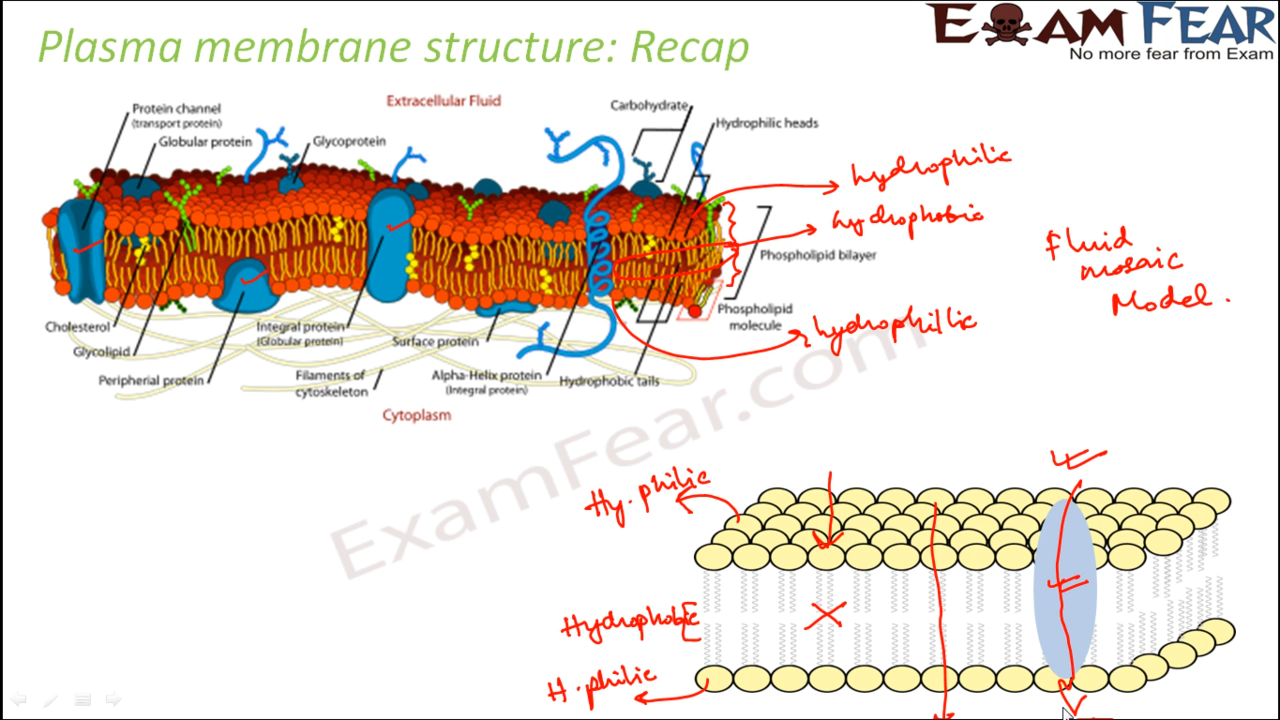 Plasma membrane structure: Recap
EXAM FEAR
No more fear from Exam
Extracellular Fluid
Protein channel
(transport protein)
Globular protein
Glycoprotein
Carbohydrate
Hydrophilic heads
hydrophilic
hydrophobic
Phospholipid bilayer
Fluid
mosaic
Model.
Phospholipid
molecule
hydrophillic
Cholesterol
Glycolipid
Peripherial protein
Integral protein
(Globular protein)
Filaments of
cytoskeleton
Surface protein
Alpha-Helix protein
(Integral protein)
Hydrophobic tails
Cytoplasm
ExamFear.com
Hy.philic
Hydrophobic
H.philic